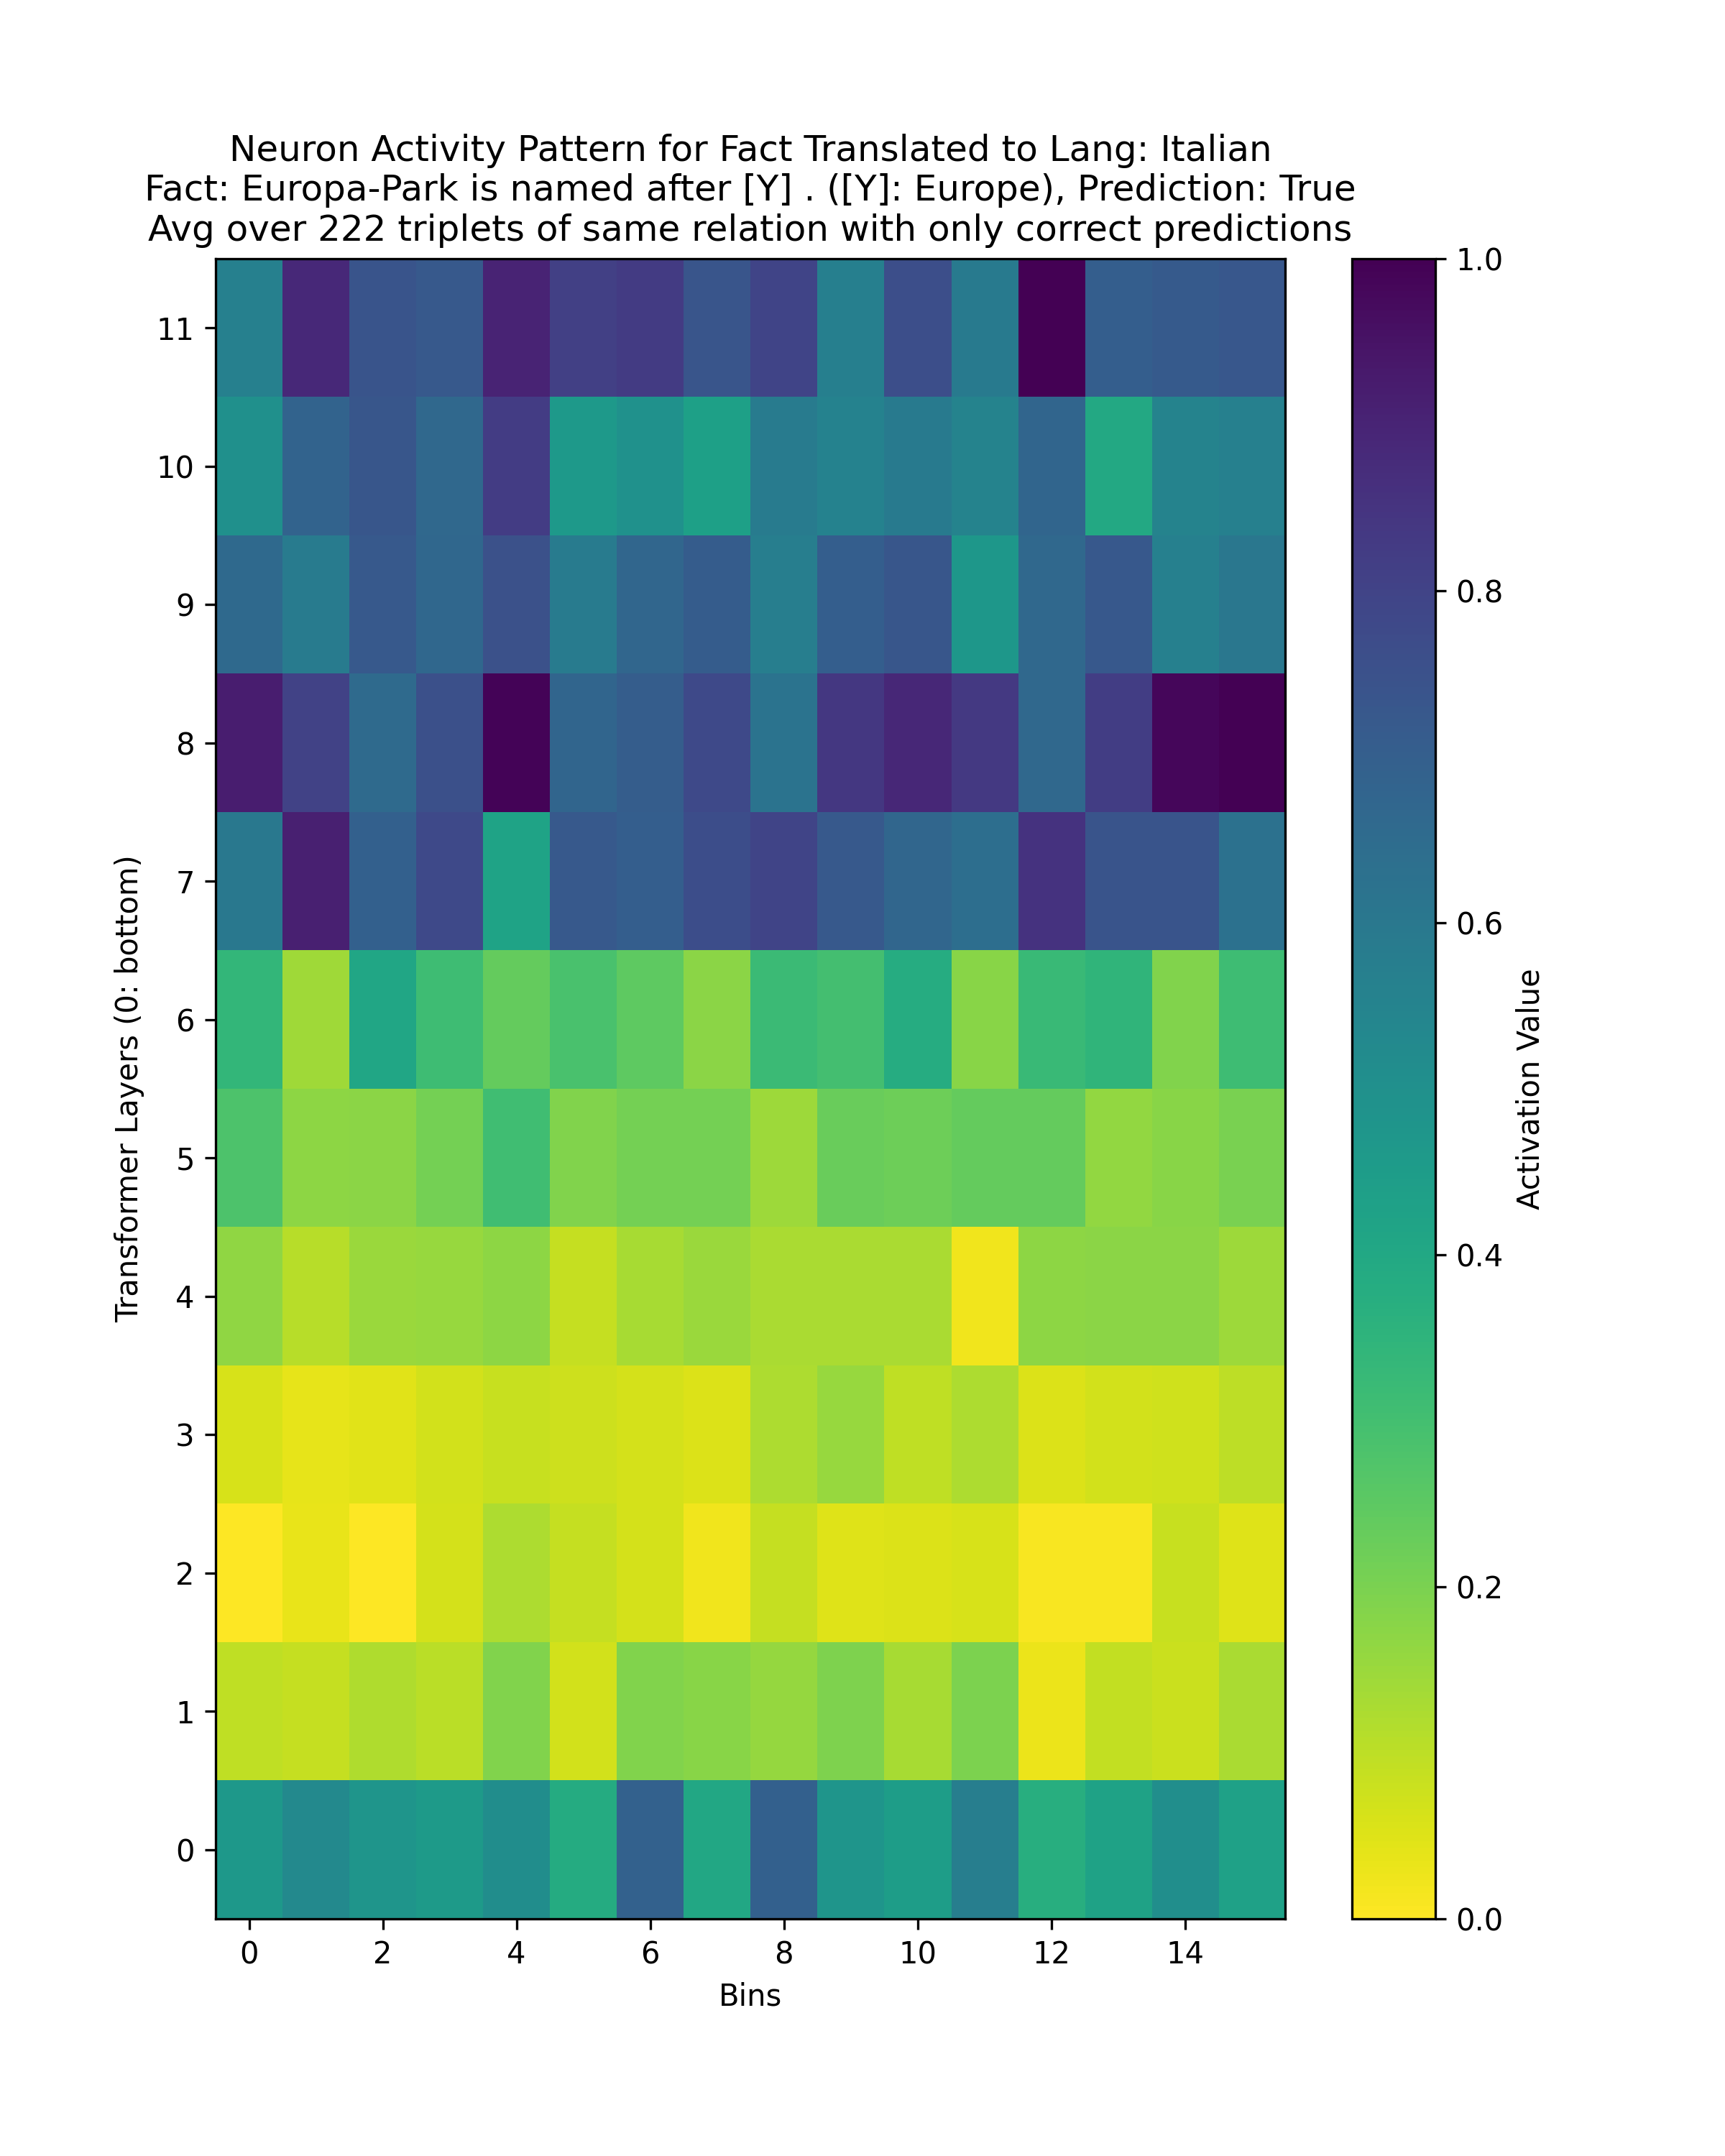 Neuron Activity Pattern for Fact Translated to Lang: Italian
Fact: Europa-Park is named after [Y] . ([Y]: Europe), Prediction: True
Avg over 222 triplets of same relation with only correct predictions
Transformer Layers (0: bottom)
11
10
9
8
7
6
5
4
3
2
1
0
0 2 4 6 8 10 12 14
Bins
1.0
0.8
0.6
0.4
0.2
0.0
Activation Value